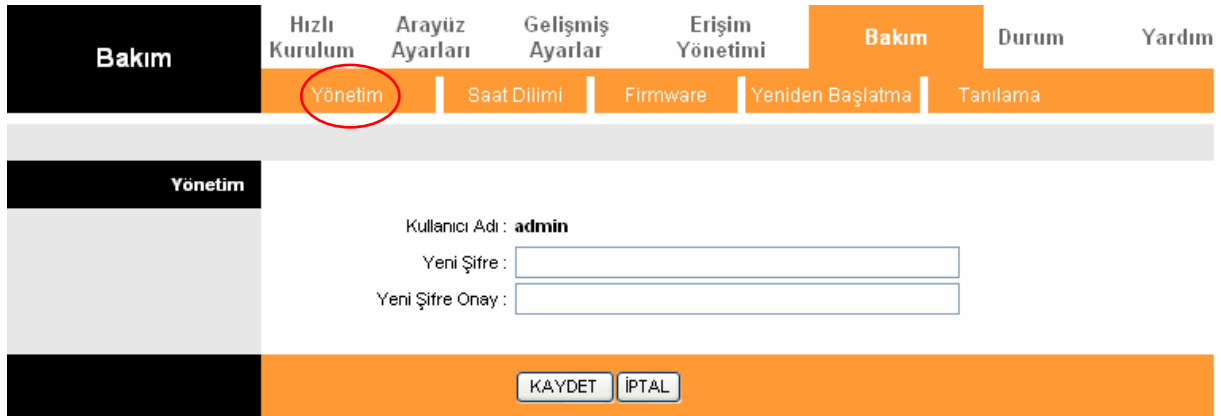 Bakım
Hızlı Kurulum
Arayüz Ayarları
Gelişmiş Ayarlar
Erişim Yönetimi
Bakım
Durum
Yardım
Yönetim
Saat Dilimi
Firmware
Yeniden Başlatma
Tanılama
Yönetim
Kullanıcı Adı : admin
Yeni Şifre :
Yeni Şifre Onay :
KAYDET İPTAL